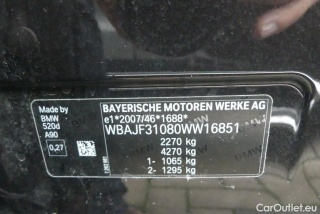 Made by
BMW
520d
A90
0,27
BAYERISCHE MOTOREN WERKE AG
e1*2007/46*1688*
WBAJF31080WW16851
2270 kg
4270 kg
1- 1065 kg
2- 1295 kg
CarOutlet.eu